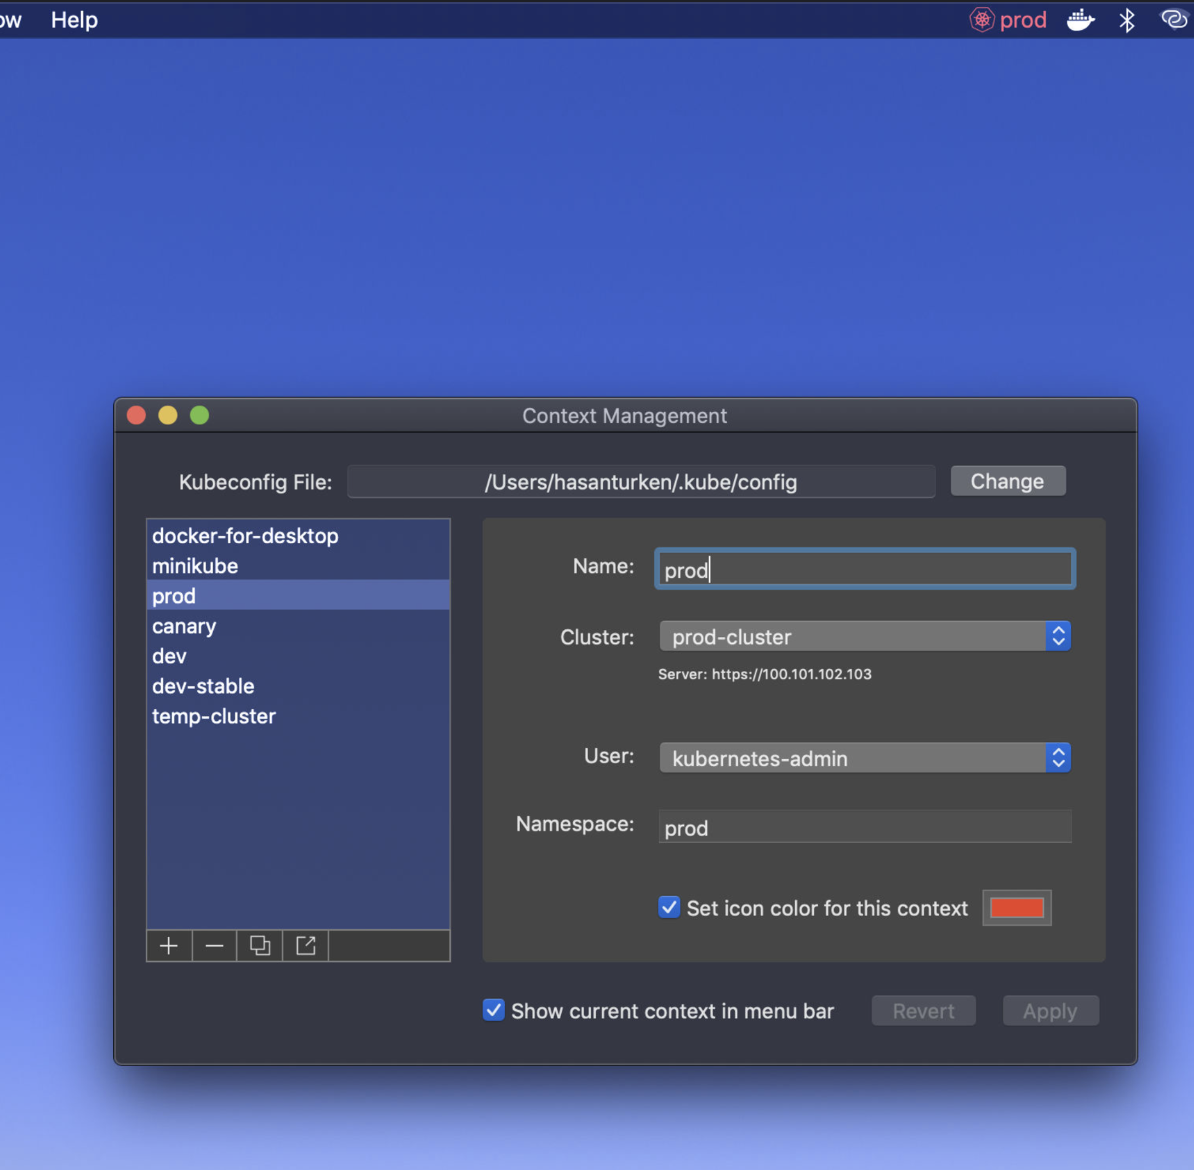 ow Help prod
Context Management
Kubeconfig File: /Users/hasanturken/.kube/config Change
docker-for-desktop
minikube
prod
canary
dev
dev-stable
temp-cluster
Name: prod
Cluster: prod-cluster
Server: https://100.101.102.103
User: kubernetes-admin
Namespace: prod
Set icon color for this context
Show current context in menu bar Revert Apply